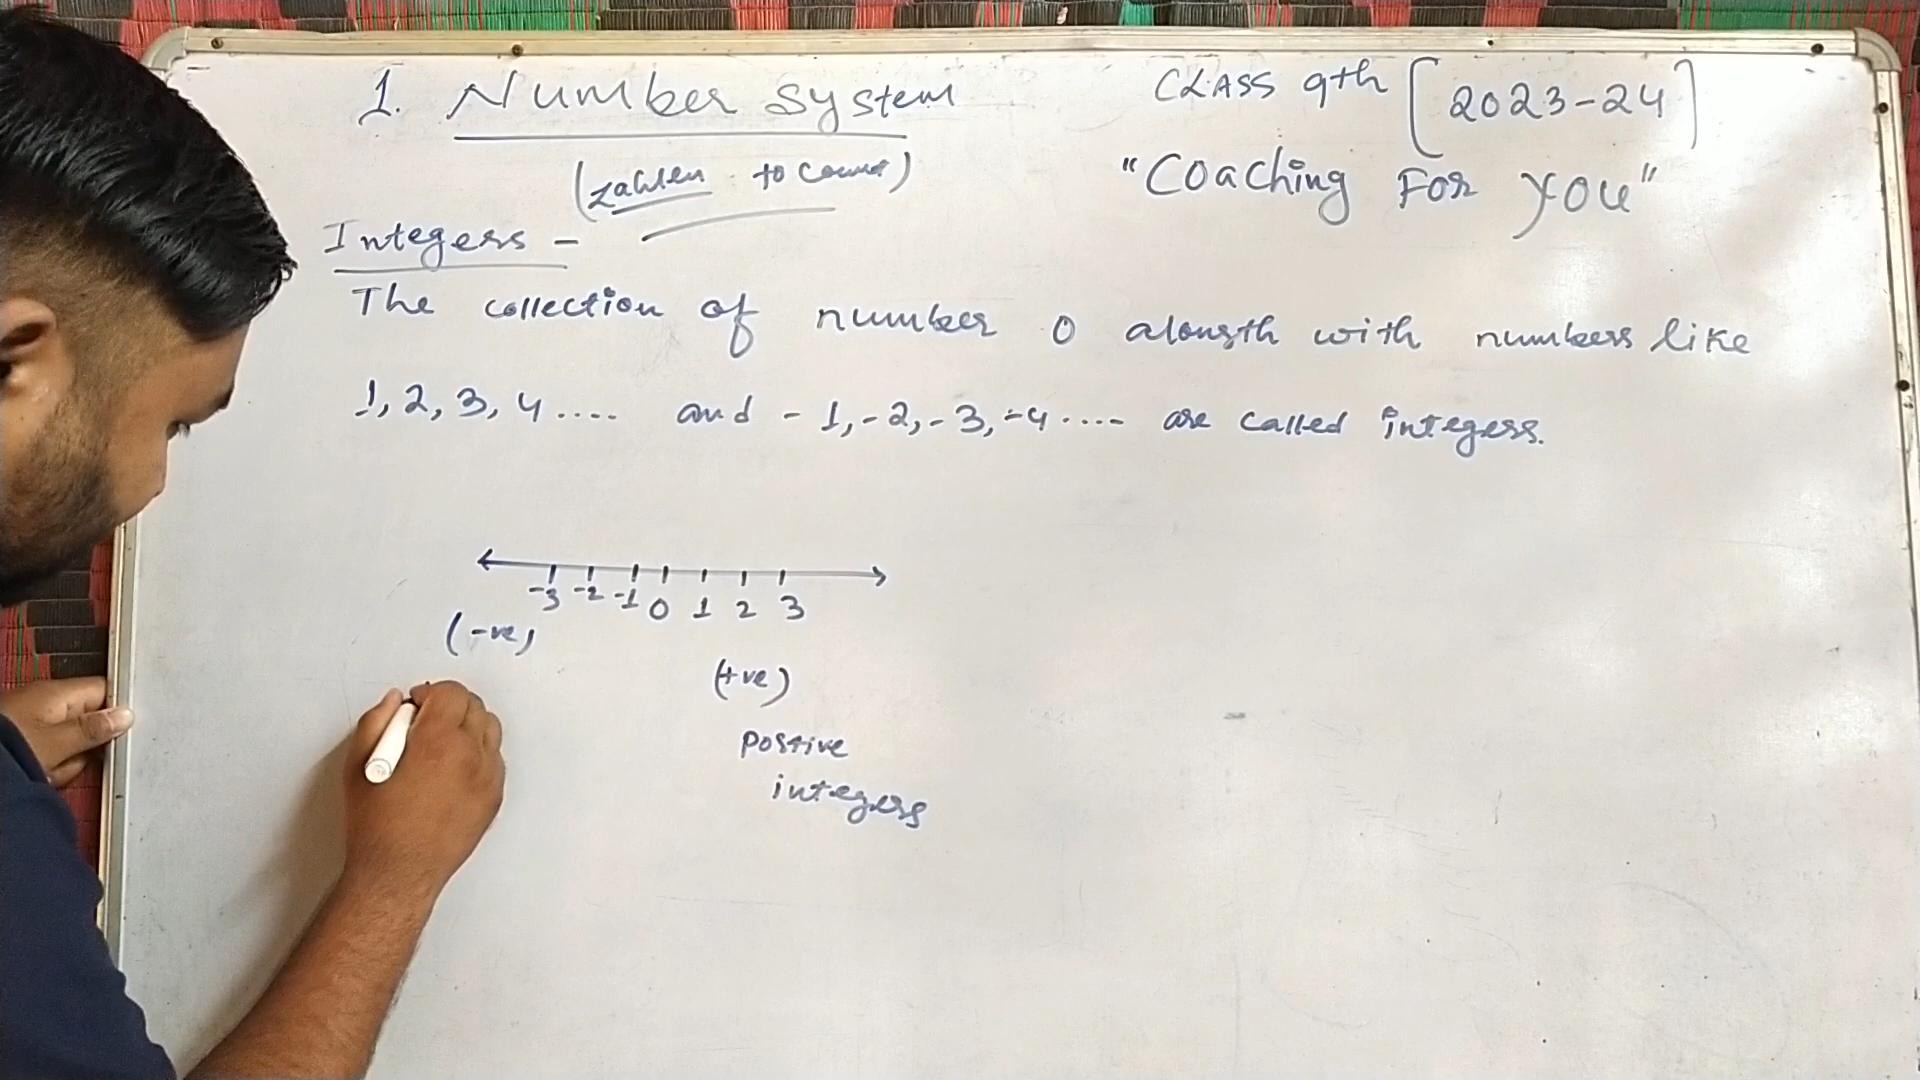 1. Number System
CLASS 9th [2023-24]
(Zahlen to count)
"Coaching For You"
Integers -
The collection of number 0 alongth with numbers like
1, 2, 3, 4 .... and -1, -2, -3, -4 .... are called integers.
-3 -2 -1 0 1 2 3
(-ve)
(+ve)
Postive
integers